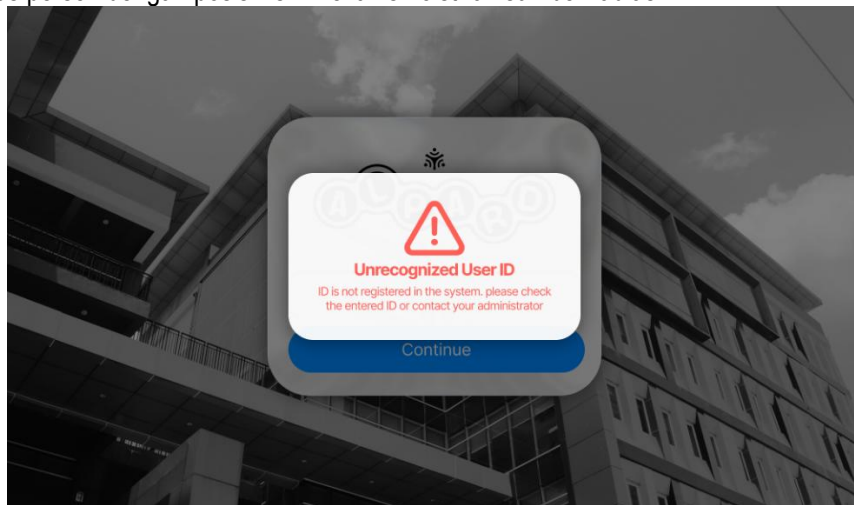 ALCARD
Unrecognized User ID
ID is not registered in the system. please check
the entered ID or contact your administrator
Continue